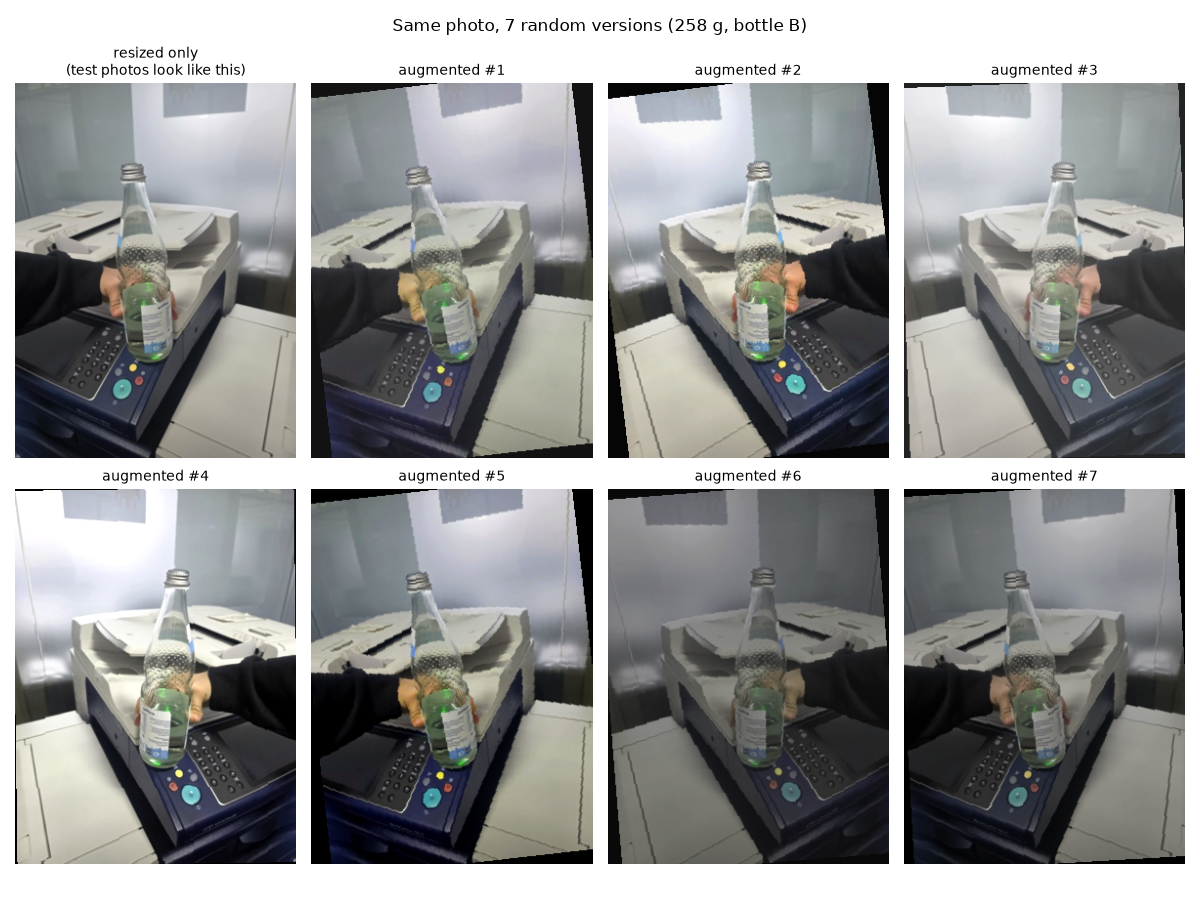 Same photo, 7 random versions (258 g, bottle B)
resized only
(test photos look like this)
augmented #1
augmented #2
augmented #3
augmented #4
augmented #5
augmented #6
augmented #7